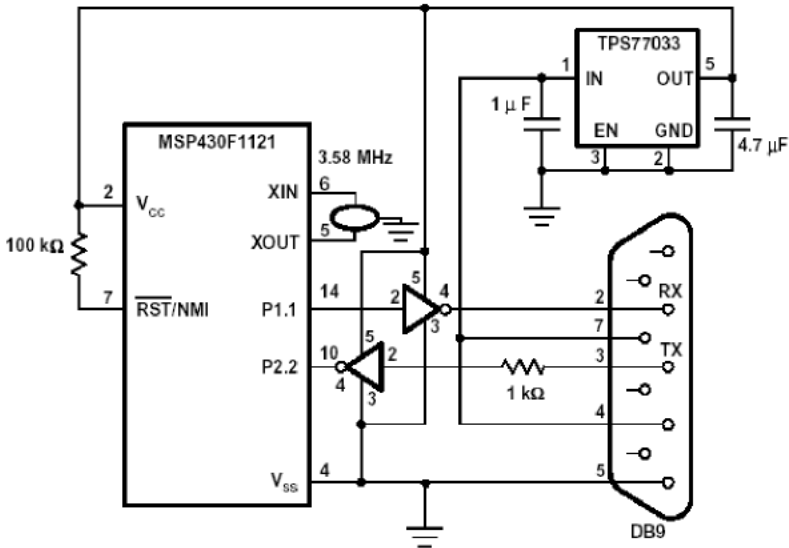 TPS77033
1 IN OUT 5
1 µ F
EN GND
3 2
4.7 µF
MSP430F1121
3.58 MHz
2 VCC XIN 6
XOUT 5
100 kΩ
7 RST/NMI P1.1 14
2 5 4 3
2 RX
7
P2.2 10
4 5 2 3
1 kΩ
3 TX
4
VSS 4
5
DB9